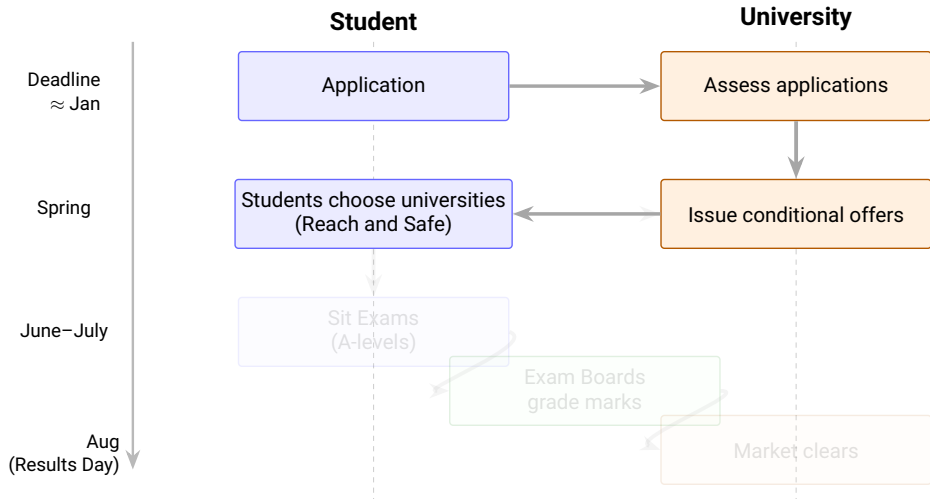 Student
University
Deadline
≈ Jan
Application
Assess applications
Spring
Students choose universities
(Reach and Safe)
Issue conditional offers
June–July
Sit Exams
(A-levels)
Exam Boards
grade marks
Aug
(Results Day)
Market clears